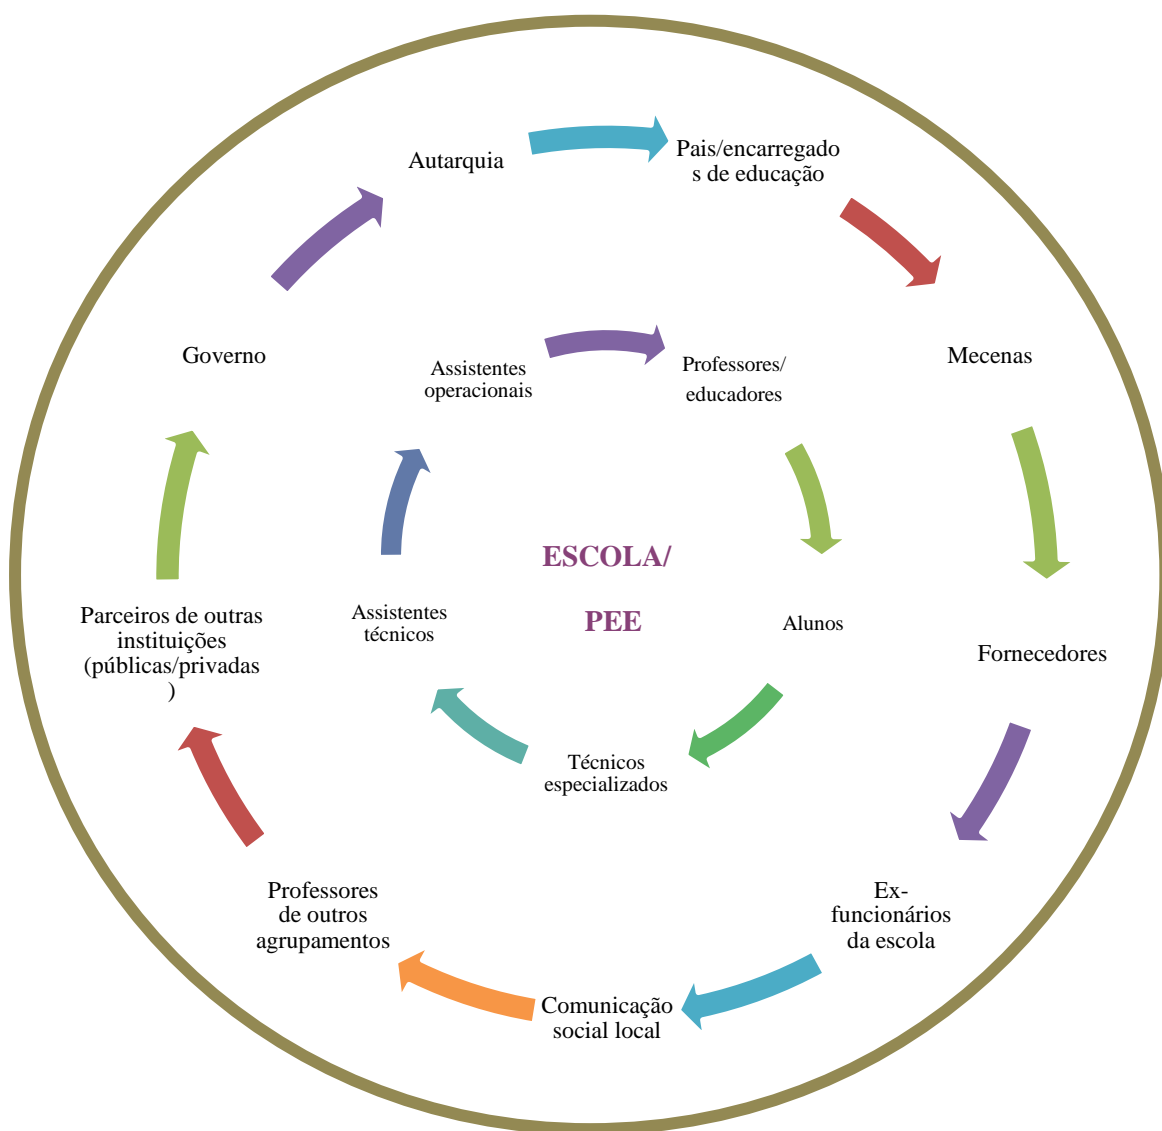 Autarquia
Pais/encarregado
s de educação
Governo
Mecenas
Assistentes
operacionais
Professores/
educadores
ESCOLA/
PEE
Parceiros de outras
instituições
(públicas/privadas
)
Assistentes
técnicos
Alunos
Fornecedores
Técnicos
especializados
Professores
de outros
agrupamentos
Ex-
funcionários
da escola
Comunicação
social local